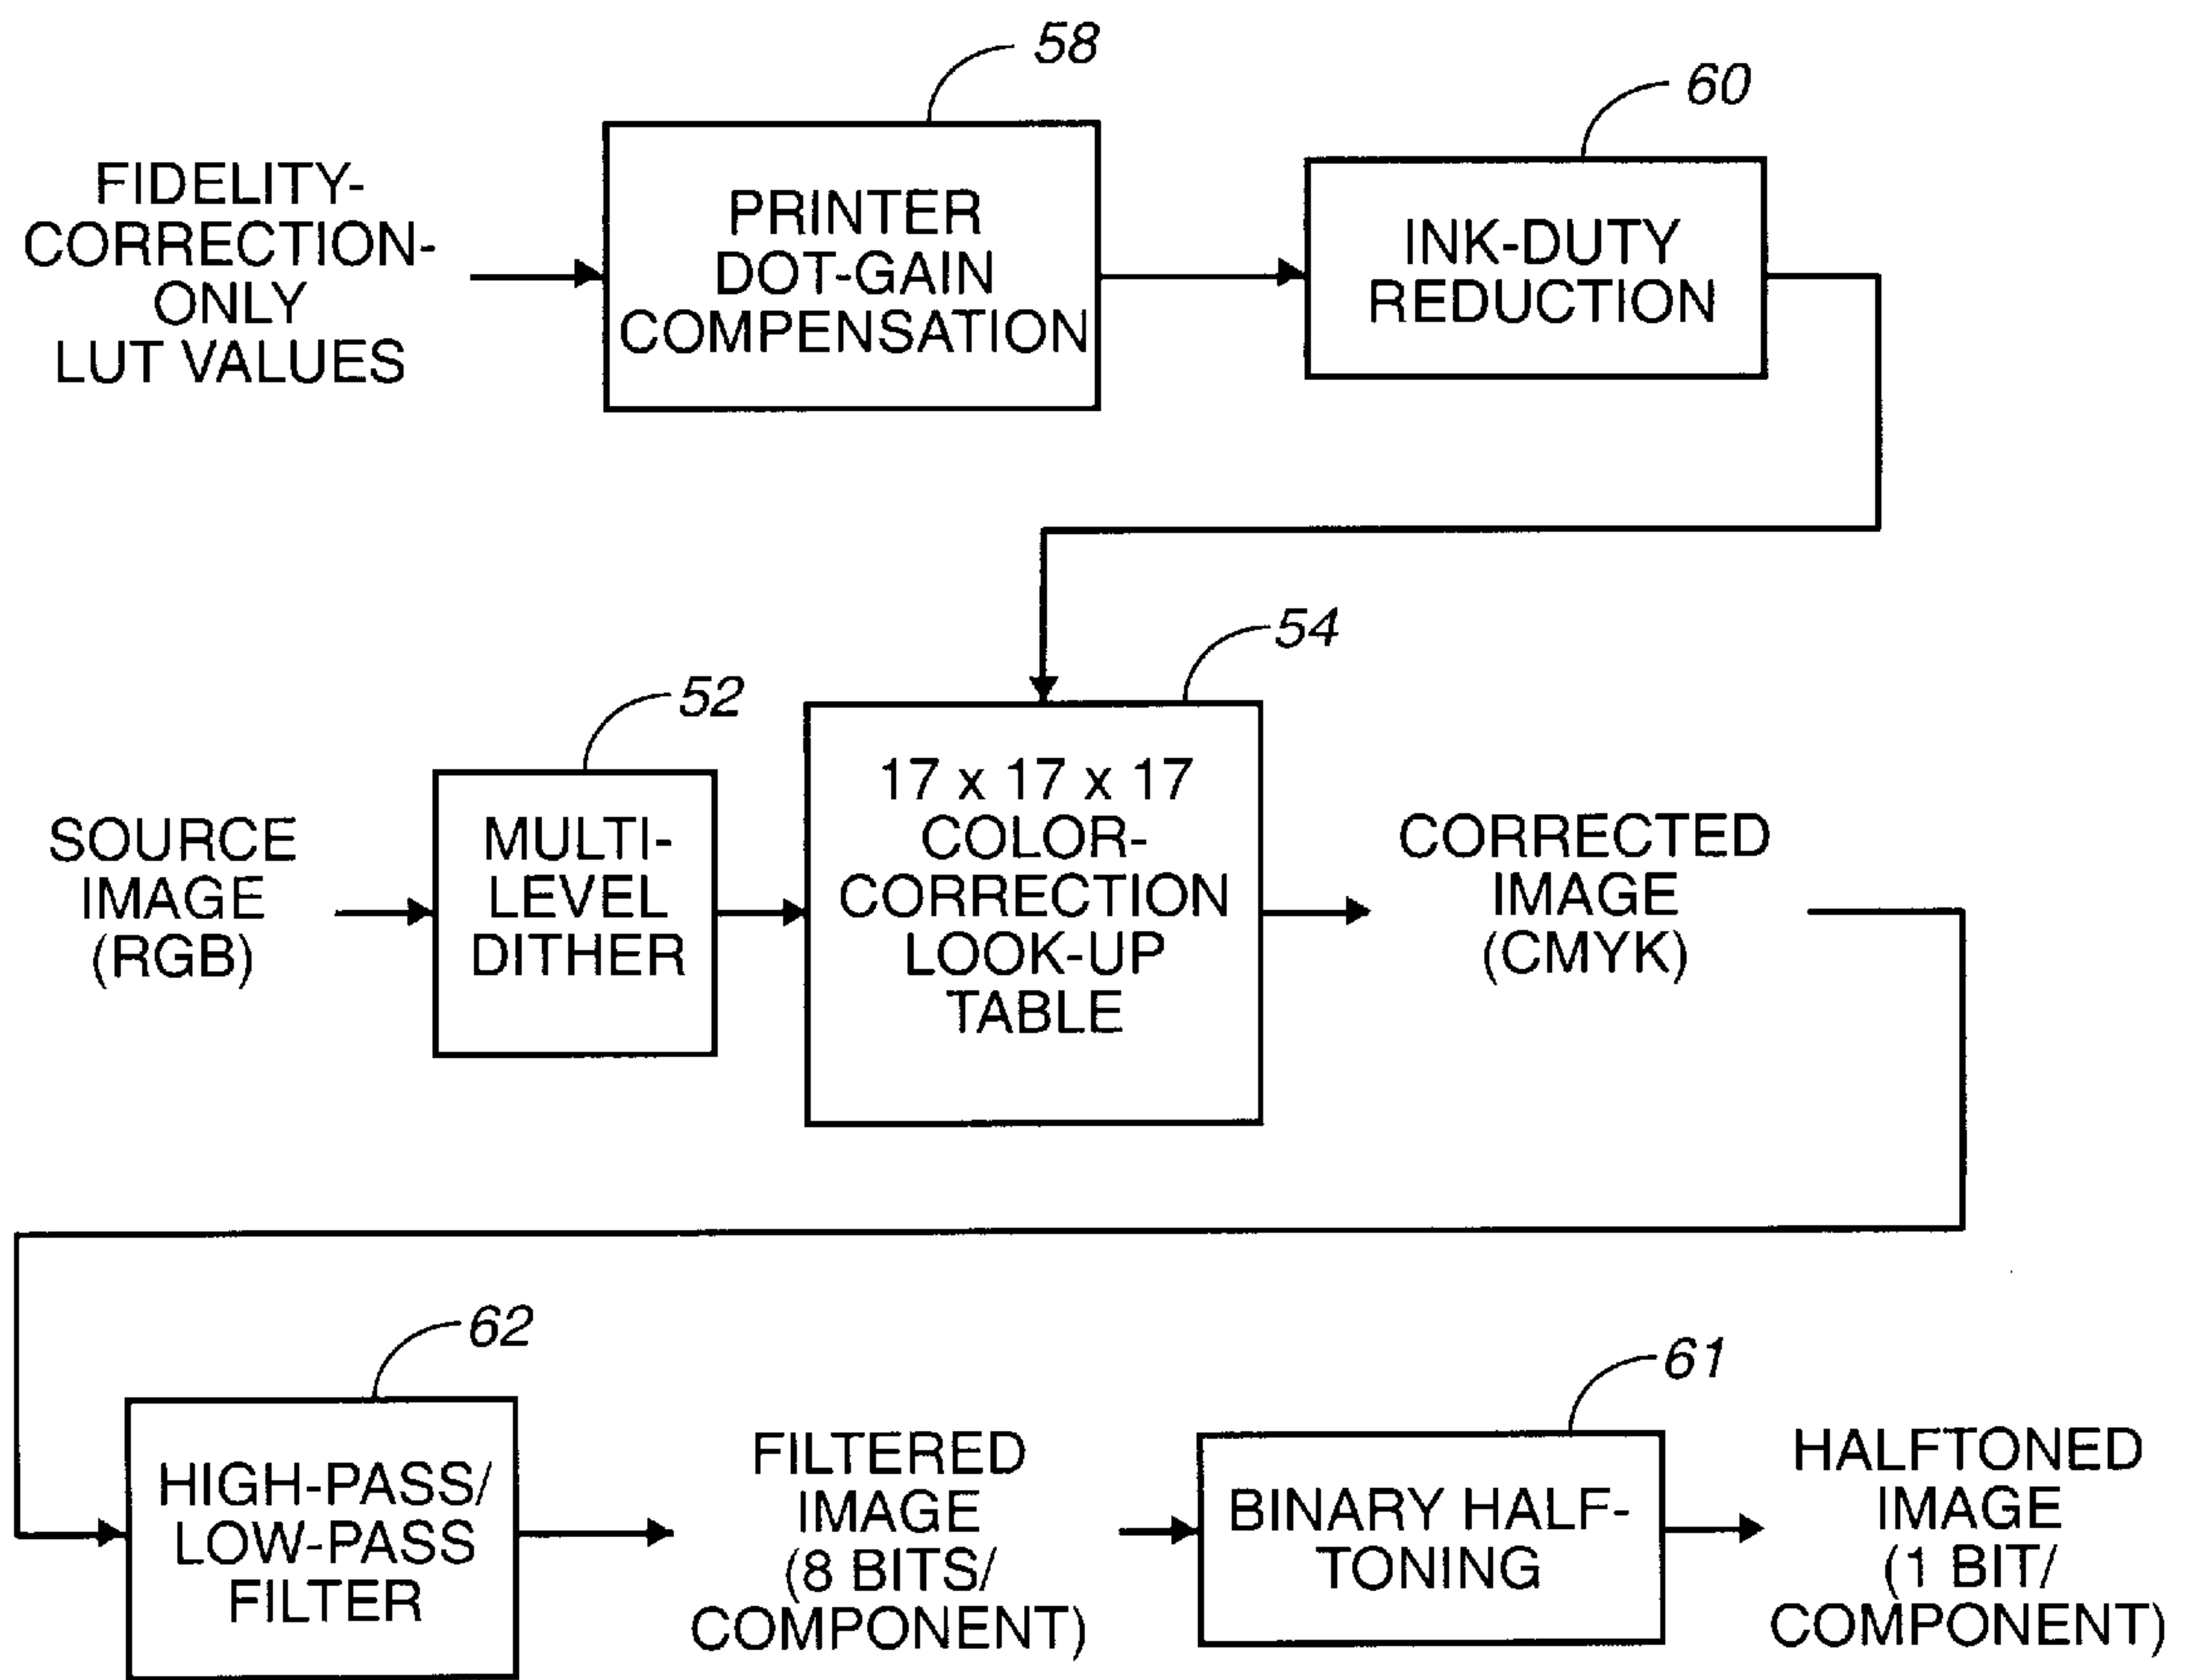 58
60
FIDELITY-
CORRECTION-
ONLY
LUT VALUES
PRINTER
DOT-GAIN
COMPENSATION
INK-DUTY
REDUCTION
52
54
SOURCE
IMAGE
(RGB)
MULTI-
LEVEL
DITHER
17 x 17 x 17
COLOR-
CORRECTION
LOOK-UP
TABLE
CORRECTED
IMAGE
(CMYK)
62
61
HIGH-PASS/
LOW-PASS
FILTER
FILTERED
IMAGE
(8 BITS/
COMPONENT)
BINARY HALF-
TONING
HALFTONED
IMAGE
(1 BIT/
COMPONENT)